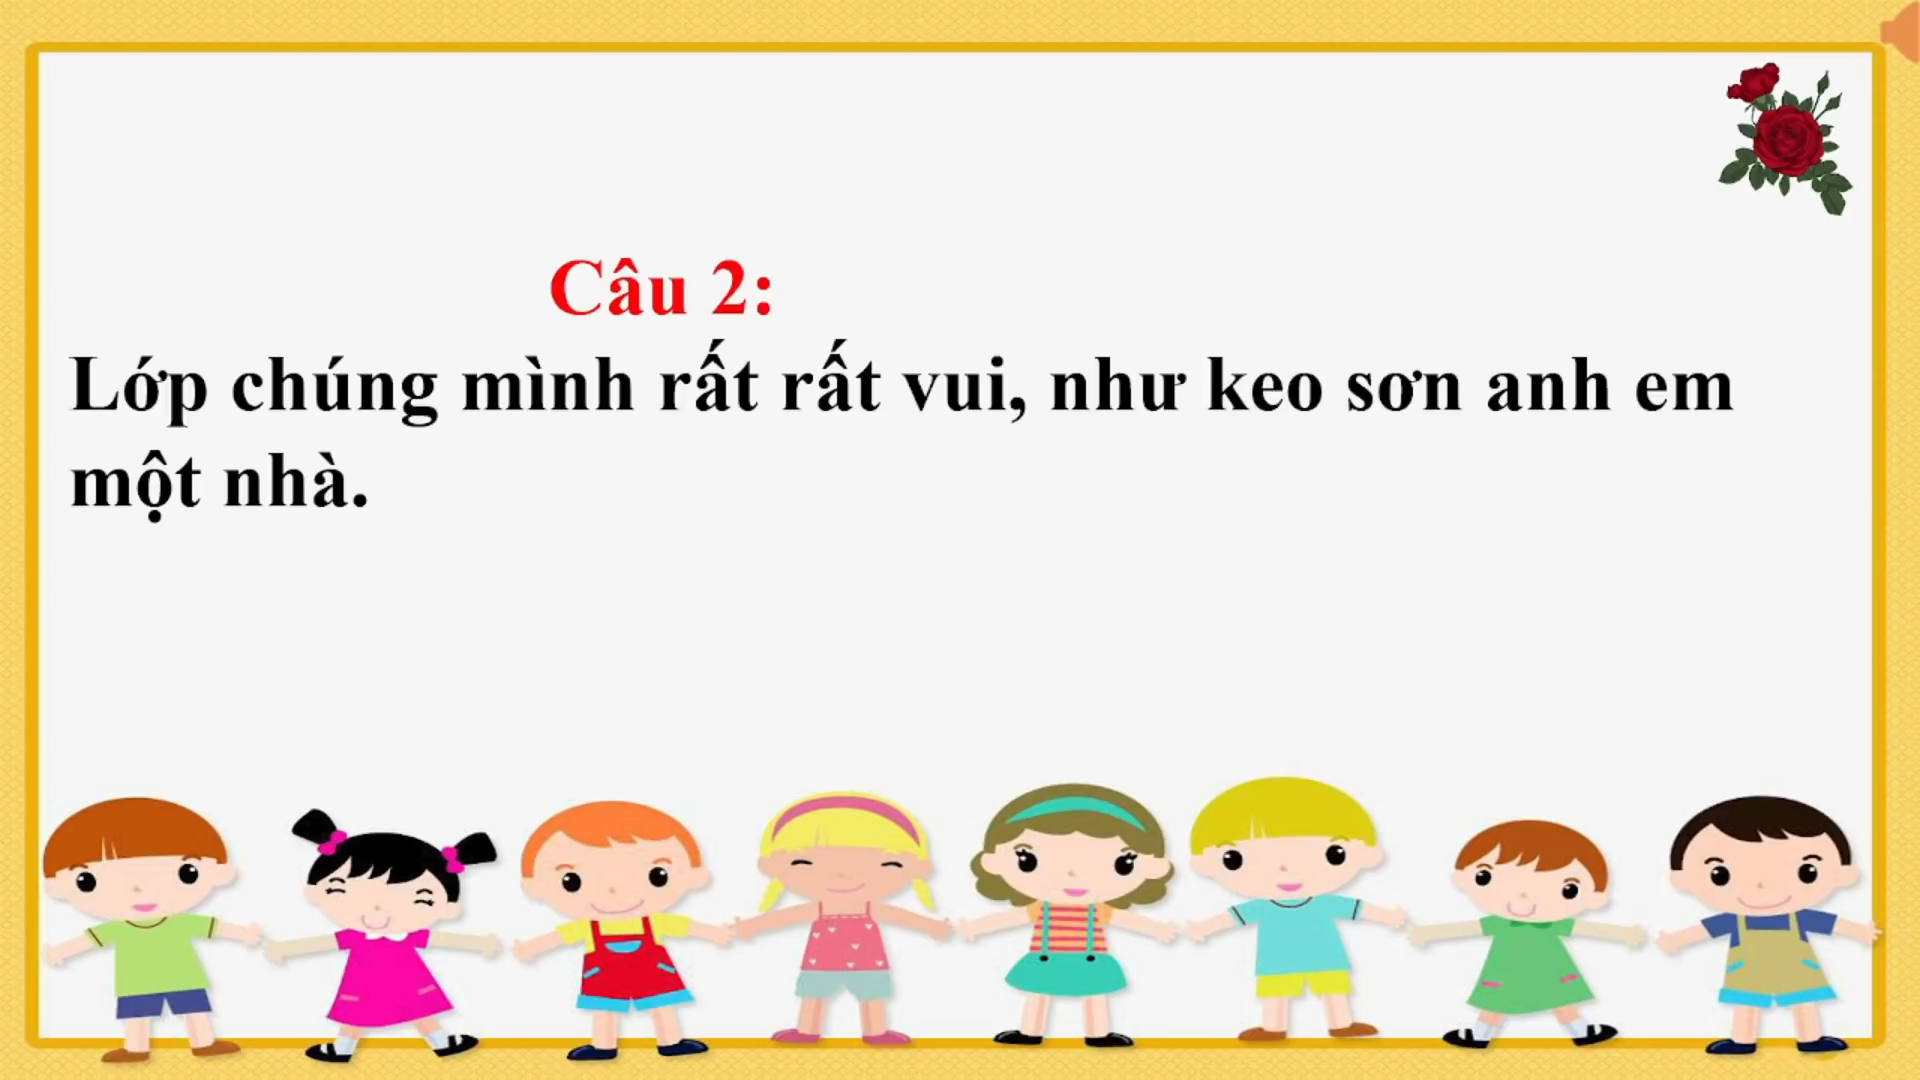 Câu 2:
Lớp chúng mình rất rất vui, như keo sơn anh em
một nhà.